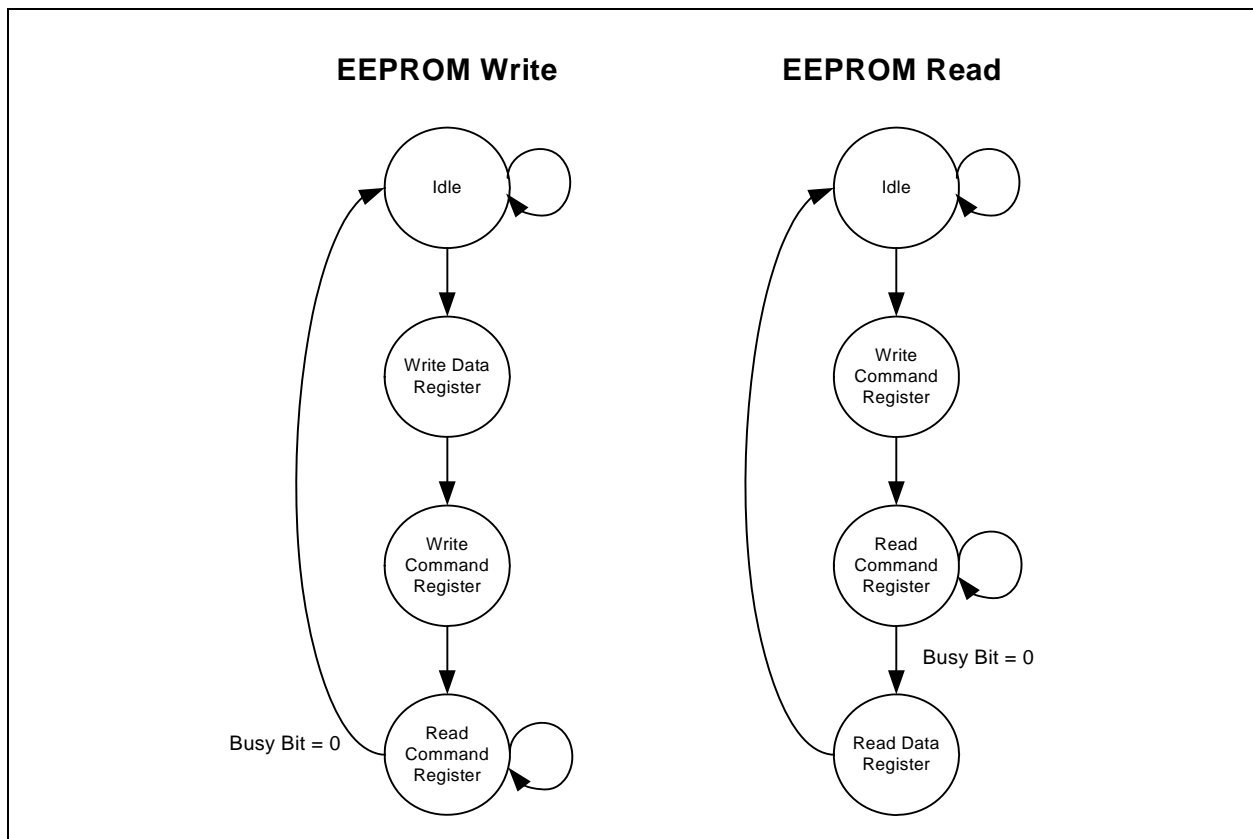 EEPROM Write
Idle
Write Data
Register
Write
Command
Register
Read
Command
Register
Busy Bit = 0
EEPROM Read
Idle
Write
Command
Register
Read
Command
Register
Busy Bit = 0
Read Data
Register